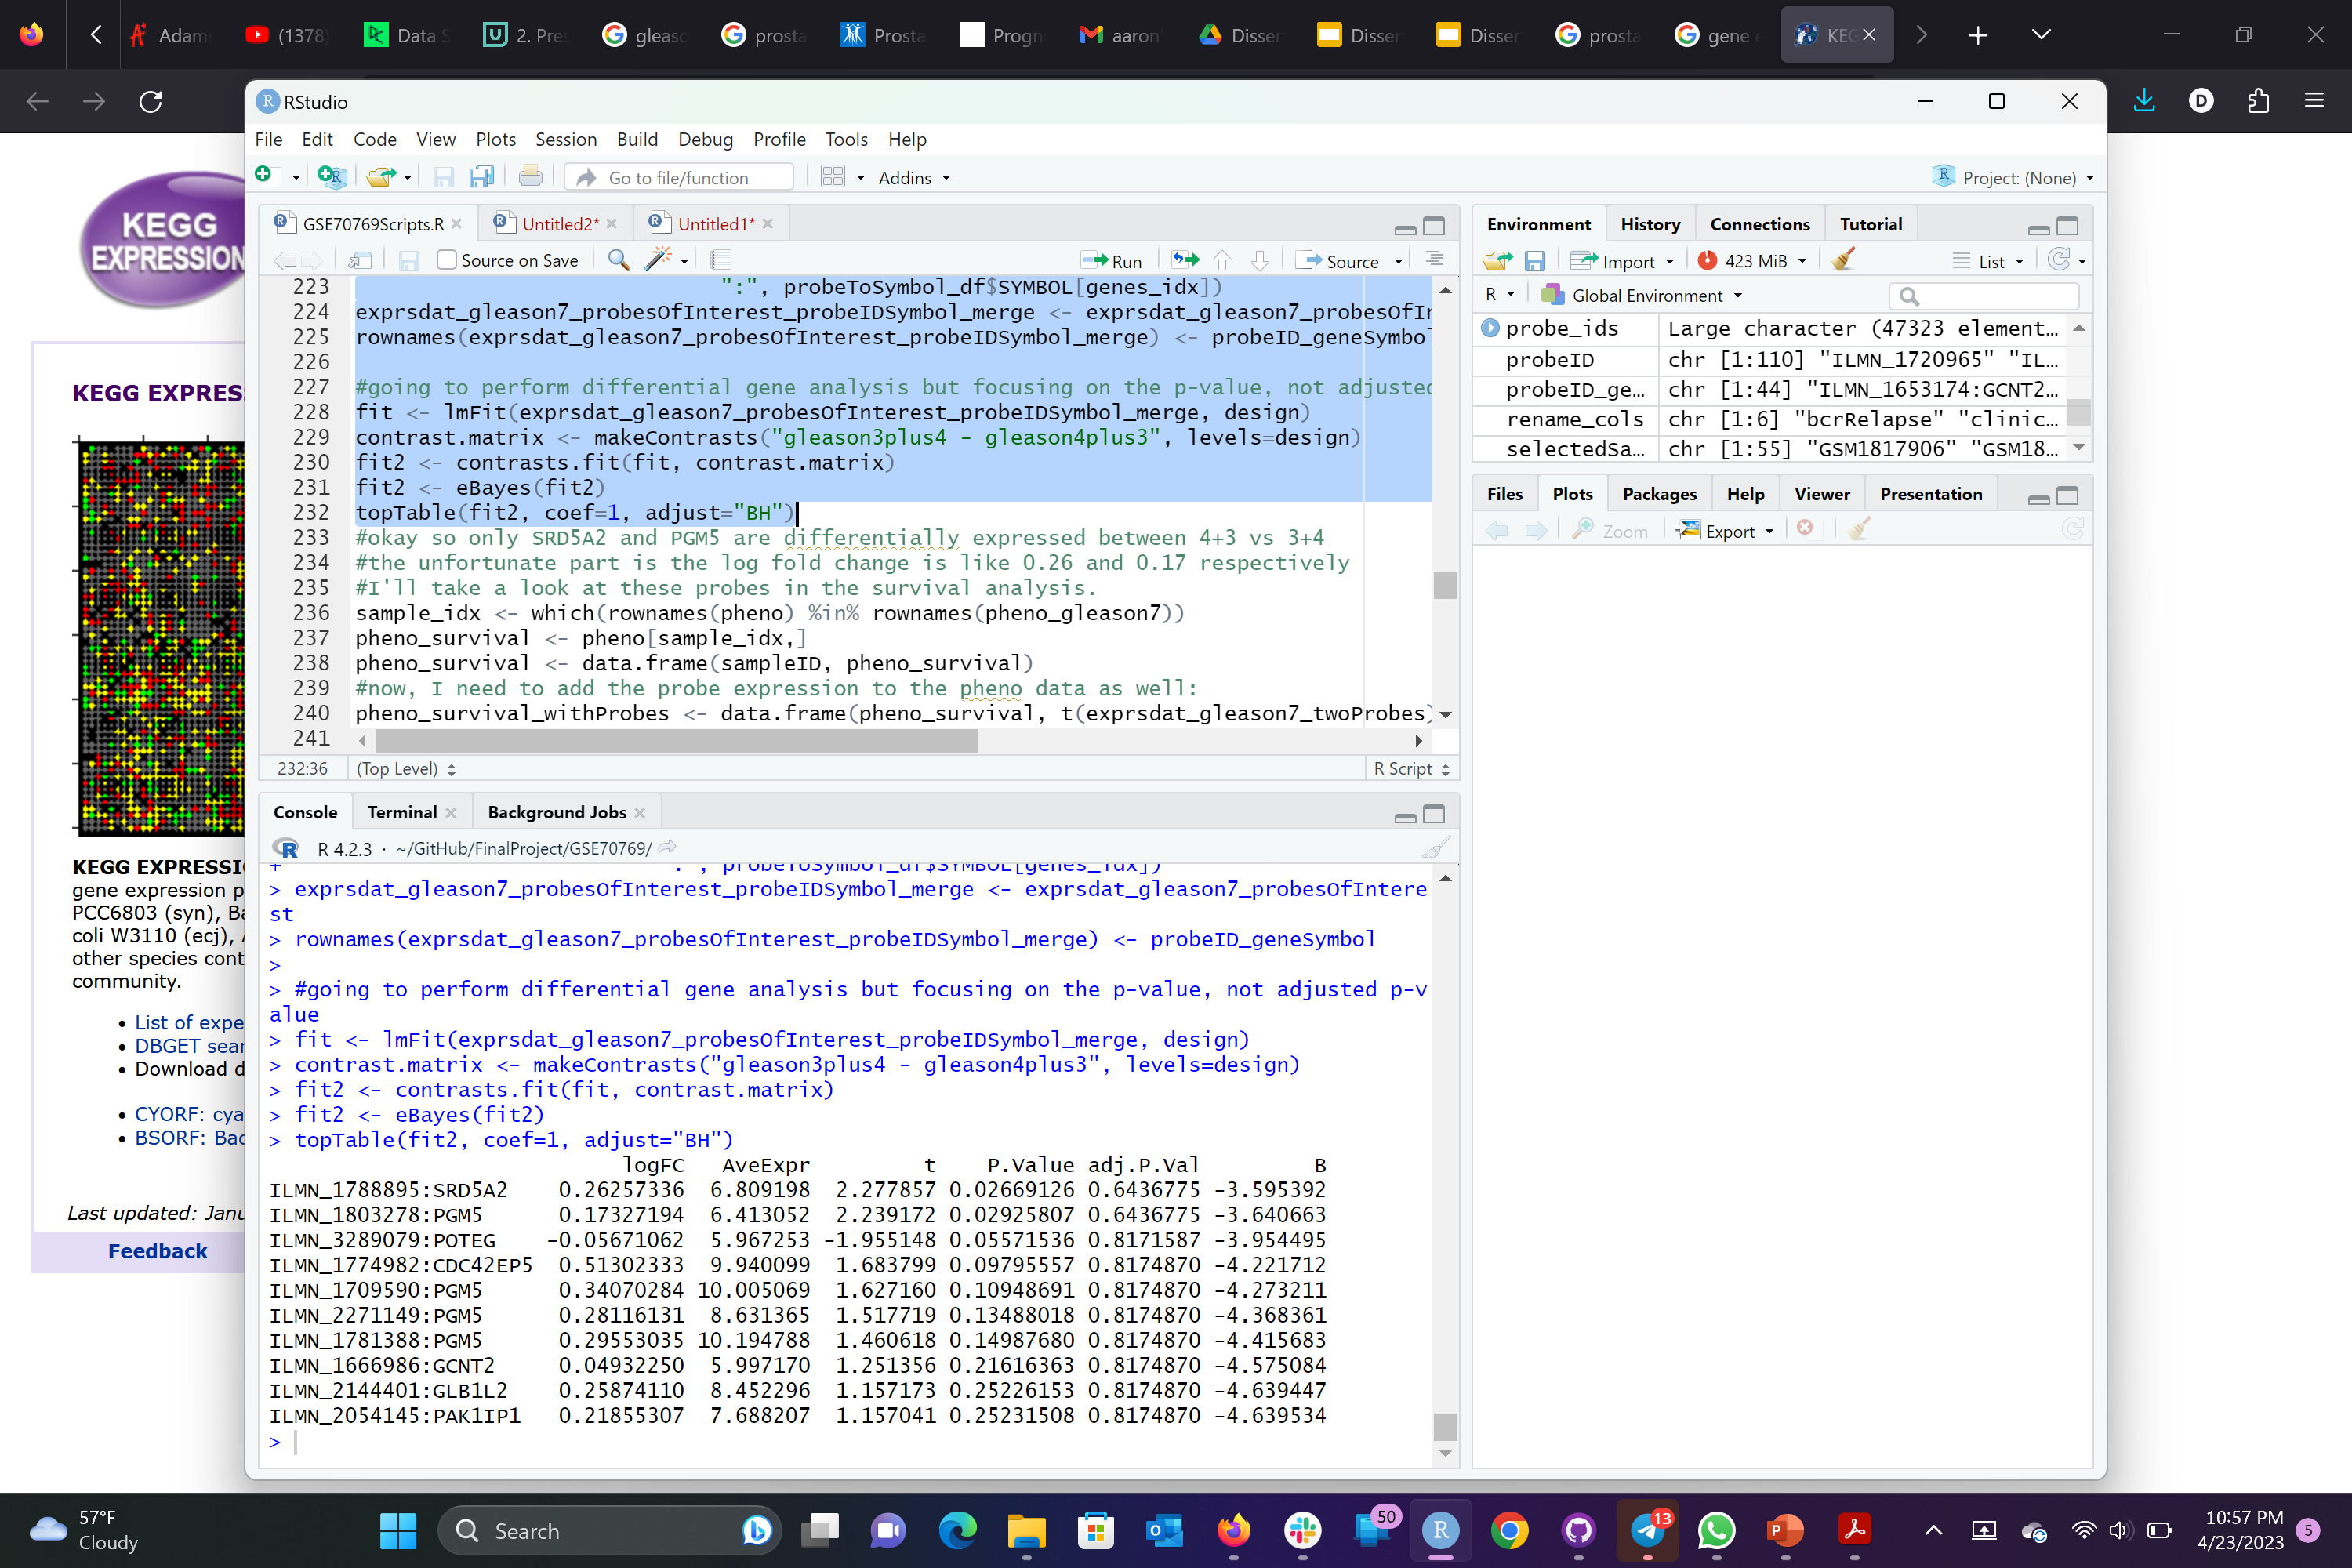 Adam
(1378)
Data S
2. Pres
gleaso
prosta
Prosta
Progn
aaron
Disser
Disser
Disser
prosta
gene e
KEG
RStudio
File Edit Code View Plots Session Build Debug Profile Tools Help
Go to file/function
Addins
Project: (None)
GSE70769Scripts.R
Untitled2*
Untitled1*
Source on Save
Run
Source
223 ":", probeToSymbol_df$SYMBOL[genes_idx])
224 exprsdat_gleason7_probesOfInterest_probeIDSymbol_merge <- exprsdat_gleason7_probesOfIn
225 rownames(exprsdat_gleason7_probesOfInterest_probeIDSymbol_merge) <- probeID_geneSymbol
226
227 #going to perform differential gene analysis but focusing on the p-value, not adjusted
228 fit <- lmFit(exprsdat_gleason7_probesOfInterest_probeIDSymbol_merge, design)
229 contrast.matrix <- makeContrasts("gleason3plus4 - gleason4plus3", levels=design)
230 fit2 <- contrasts.fit(fit, contrast.matrix)
231 fit2 <- eBayes(fit2)
232 topTable(fit2, coef=1, adjust="BH")
233 #okay so only SRD5A2 and PGM5 are differentially expressed between 4+3 vs 3+4
234 #the unfortunate part is the log fold change is like 0.26 and 0.17 respectively
235 #I'll take a look at these probes in the survival analysis.
236 sample_idx <- which(rownames(pheno) %in% rownames(pheno_gleason7))
237 pheno_survival <- pheno[sample_idx,]
238 pheno_survival <- data.frame(sampleID, pheno_survival)
239 #now, I need to add the probe expression to the pheno data as well:
240 pheno_survival_withProbes <- data.frame(pheno_survival, t(exprsdat_gleason7_twoProbes)
241
232:36 (Top Level) R Script
Console Terminal Background Jobs
R 4.2.3 · ~/GitHub/FinalProject/GSE70769/
+ ":", probeToSymbol_df$SYMBOL[genes_idx])
> exprsdat_gleason7_probesOfInterest_probeIDSymbol_merge <- exprsdat_gleason7_probesOfIntere
st
> rownames(exprsdat_gleason7_probesOfInterest_probeIDSymbol_merge) <- probeID_geneSymbol
>
> #going to perform differential gene analysis but focusing on the p-value, not adjusted p-v
alue
> fit <- lmFit(exprsdat_gleason7_probesOfInterest_probeIDSymbol_merge, design)
> contrast.matrix <- makeContrasts("gleason3plus4 - gleason4plus3", levels=design)
> fit2 <- contrasts.fit(fit, contrast.matrix)
> fit2 <- eBayes(fit2)
> topTable(fit2, coef=1, adjust="BH")
logFC AveExpr t P.Value adj.P.Val B
ILMN_1788895:SRD5A2 0.26257336 6.809198 2.277857 0.02669126 0.6436775 -3.595392
ILMN_1803278:PGM5 0.17327194 6.413052 2.239172 0.02925807 0.6436775 -3.640663
ILMN_3289079:POTEG -0.05671062 5.967253 -1.955148 0.05571536 0.8171587 -3.954495
ILMN_1774982:CDC42EP5 0.51302333 9.940099 1.683799 0.09795557 0.8174870 -4.221712
ILMN_1709590:PGM5 0.34070284 10.005069 1.627160 0.10948691 0.8174870 -4.273211
ILMN_2271149:PGM5 0.28116131 8.631365 1.517719 0.13488018 0.8174870 -4.368361
ILMN_1781388:PGM5 0.29553035 10.194788 1.460618 0.14987680 0.8174870 -4.415683
ILMN_1666986:GCNT2 0.04932250 5.997170 1.251356 0.21616363 0.8174870 -4.575084
ILMN_2144401:GLB1L2 0.25874110 8.452296 1.157173 0.25226153 0.8174870 -4.639447
ILMN_2054145:PAK1IP1 0.21855307 7.688207 1.157041 0.25231508 0.8174870 -4.639534
>
Environment History Connections Tutorial
Import 423 MiB List
R Global Environment
probe_ids Large character (47323 element...
probeID chr [1:110] "ILMN_1720965" "IL...
probeID_ge... chr [1:44] "ILMN_1653174:GCNT2...
rename_cols chr [1:6] "bcrRelapse" "clinic...
selectedSa... chr [1:55] "GSM1817906" "GSM18...
Files Plots Packages Help Viewer Presentation
Zoom Export
KEGG
EXPRESSION
KEGG EXPRES
KEGG EXPRESSI
gene expression p
PCC6803 (syn), Ba
coli W3110 (ecj), A
other species cont
community.
List of expe
DBGET sear
Download d
CYORF: cya
BSORF: Bac
Last updated: Janu
Feedback
57°F
Cloudy
Search
50
13
10:57 PM
4/23/2023
5